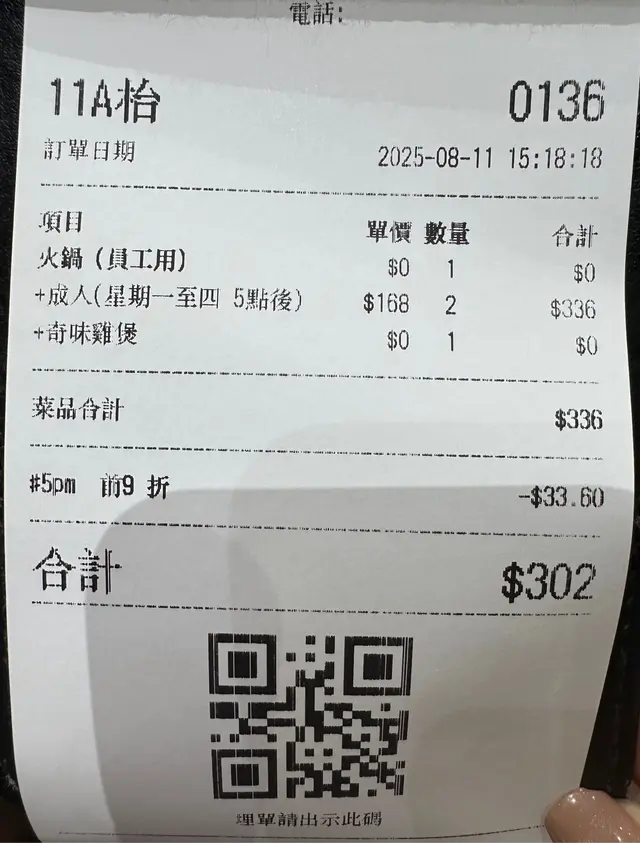 電話:
11A枱 0136
訂單日期 2025-08-11 15:18:18
項目 單價 數量 合計
火鍋（員工用） $0 1 $0
+成人(星期一至四 5點後) $168 2 $336
+奇味雞煲 $0 1 $0
菜品合計 $336
#5pm 前9 折 -$33.60
合計 $302
埋單請出示此碼